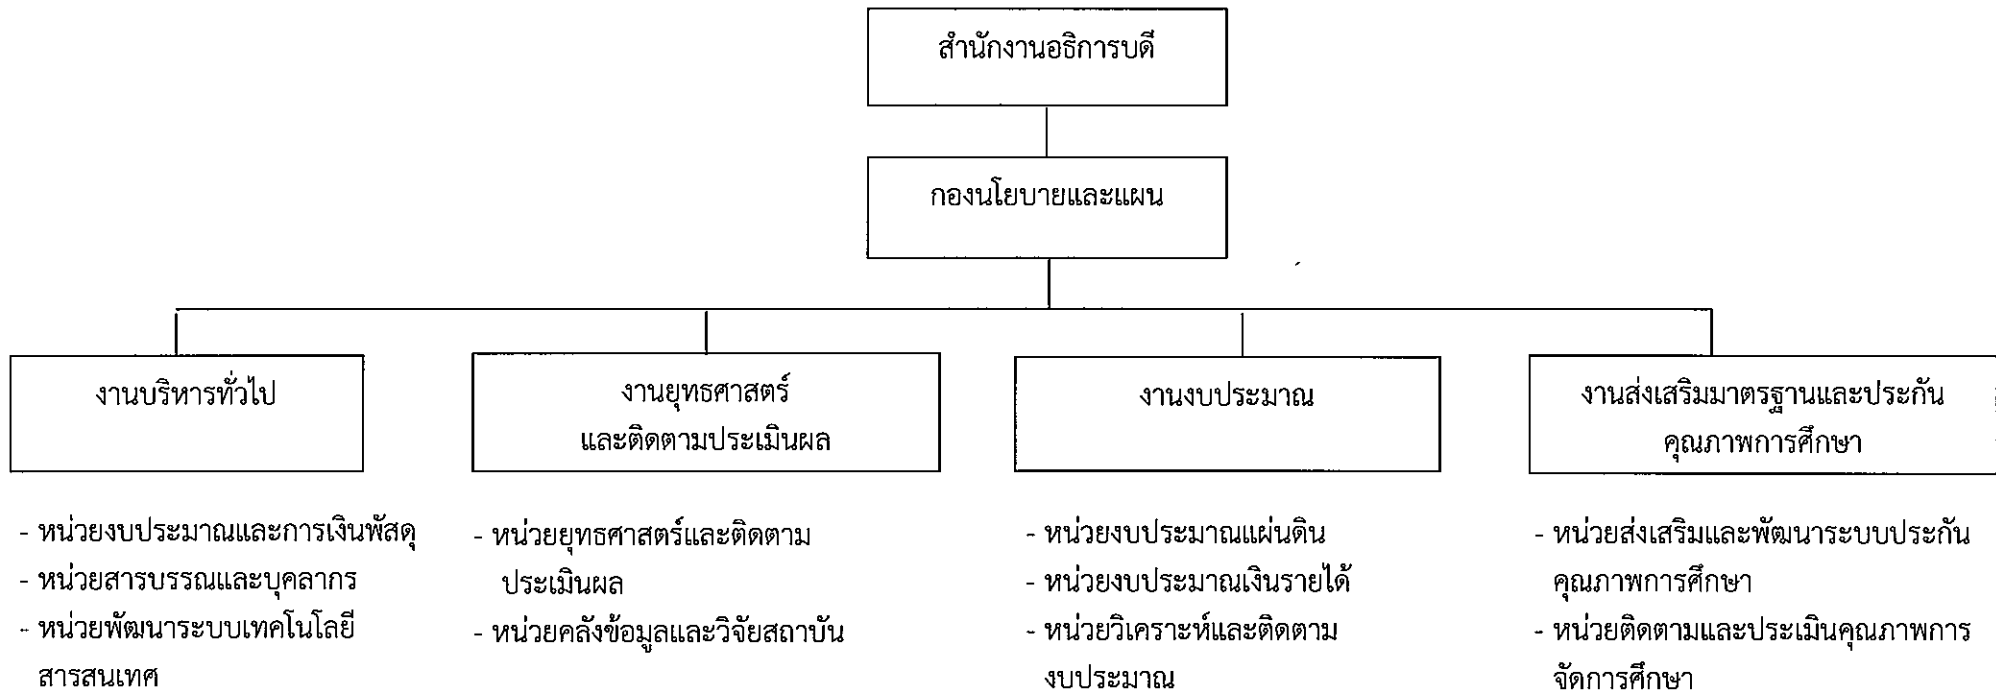 สำนักงานอธิการบดี
กองนโยบายและแผน
งานบริหารทั่วไป
- หน่วยงบประมาณและการเงินพัสดุ
- หน่วยสารบรรณและบุคลากร
- หน่วยพัฒนาระบบเทคโนโลยี
สารสนเทศ
งานยุทธศาสตร์
และติดตามประเมินผล
- หน่วยยุทธศาสตร์และติดตาม
ประเมินผล
- หน่วยคลังข้อมูลและวิจัยสถาบัน
งานงบประมาณ
- หน่วยงบประมาณแผ่นดิน
- หน่วยงบประมาณเงินรายได้
- หน่วยวิเคราะห์และติดตาม
งบประมาณ
งานส่งเสริมมาตรฐานและประกัน
คุณภาพการศึกษา
- หน่วยส่งเสริมและพัฒนาระบบประกัน
คุณภาพการศึกษา
- หน่วยติดตามและประเมินคุณภาพการ
จัดการศึกษา